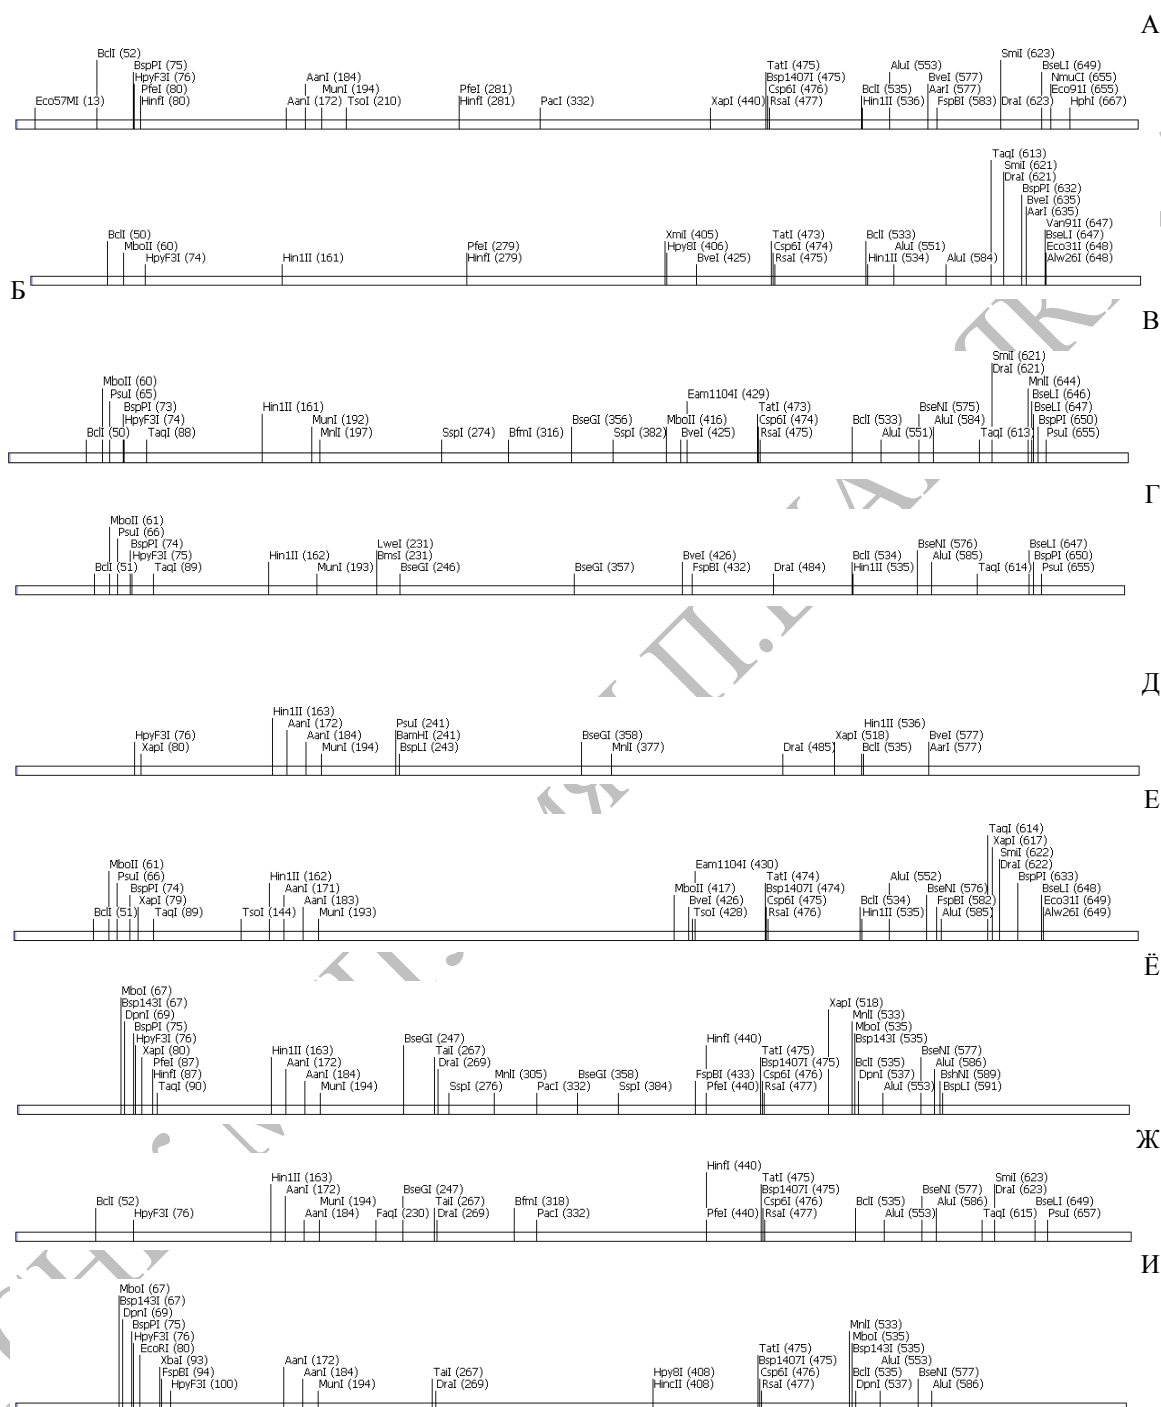 А
BclI (52) SmiI (623)
BspPI (75) TatI (475) AluI (553) BseLI (649)
HpyF3I (76) AanI (184) Bsp1407I (475) BveI (577) NmuCI (655)
PfeI (80) MunI (194) PfeI (281) Csp6I (476) BclI (535) AarI (577) Eco91I (655)
Eco57MI (13) HinfI (80) AanI (172) TsoI (210) HinfI (281) PacI (332) XapI (440) RsaI (477) Hin1II (536) FspBI (583) DraI (623) HphI (667)
TaqI (613)
SmiI (621)
DraI (621)
BspPI (632)
BveI (635)
AarI (635)
Van91I (647)
BclI (50) XmiI (405) TatI (473) BclI (533) BseLI (647)
MboII (60) PfeI (279) Hpy8I (406) Csp6I (474) AluI (551) Eco31I (648)
HpyF3I (74) Hin1II (161) HinfI (279) BveI (425) RsaI (475) Hin1II (534) AluI (584) Alw26I (648)
Б
В
SmiI (621)
DraI (621)
MboII (60) MnlI (644)
PsuI (65) Eam1104I (429) BseLI (646)
BspPI (73) Hin1II (161) TatI (473) BseNI (575) BseLI (647)
HpyF3I (74) MunI (192) BseGI (356) MboII (416) Csp6I (474) BclI (533) AluI (584) BspPI (650)
BclI (50) TaqI (88) MnlI (197) SspI (274) BfmI (316) SspI (382) BveI (425) RsaI (475) AluI (551) TaqI (613) PsuI (655)
Г
MboII (61)
PsuI (66)
BspPI (74) LweI (231) BseNI (576) BseLI (647)
HpyF3I (75) Hin1II (162) BmsI (231) BveI (426) BclI (534) AluI (585) BspPI (650)
BclI (51) TaqI (89) MunI (193) BseGI (246) BseGI (357) FspBI (432) DraI (484) Hin1II (535) TaqI (614) PsuI (655)
Д
Hin1II (163)
AanI (172) PsuI (241) Hin1II (536)
HpyF3I (76) AanI (184) BamHI (241) BseGI (358) XapI (518) BveI (577)
XapI (80) MunI (194) BspLI (243) MnlI (377) DraI (485) BclI (535) AarI (577)
Е
TaqI (614)
XapI (617)
SmiI (622)
MboII (61) Eam1104I (430) DraI (622)
PsuI (66) Hin1II (162) TatI (474) AluI (552) BspPI (633)
BspPI (74) AanI (171) MboII (417) Bsp1407I (474) BseNI (576) BseLI (648)
XapI (79) AanI (183) BveI (426) Csp6I (475) BclI (534) FspBI (582) Eco31I (649)
BclI (51) TaqI (89) TsoI (144) MunI (193) TsoI (428) RsaI (476) Hin1II (535) AluI (585) Alw26I (649)
Ё
MboI (67)
Bsp143I (67) XapI (518)
DpnI (69) MnlI (533)
BspPI (75) MboI (535)
HpyF3I (76) BseGI (247) HinfI (440) Bsp143I (535)
XapI (80) TatI (475) BseNI (577)
PfeI (87) Hin1II (163) TaiI (267) Bsp1407I (475) BclI (535) AluI (586)
HinfI (87) AanI (172) DraI (269) MnlI (305) BseGI (358) FspBI (433) Csp6I (476) DpnI (537) BshNI (589)
TaqI (90) AanI (184) MunI (194) SspI (276) PacI (332) SspI (384) PfeI (440) RsaI (477) AluI (553) BspLI (591)
Ж
HinfI (440)
Hin1II (163) TatI (475) SmiI (623)
AanI (172) BseGI (247) Bsp1407I (475) BseNI (577) DraI (623)
BclI (52) MunI (194) TaiI (267) BfmI (318) Csp6I (476) BclI (535) AluI (586) BseLI (649)
HpyF3I (76) AanI (184) FaqI (230) DraI (269) PacI (332) PfeI (440) RsaI (477) AluI (553) TaqI (615) PsuI (657)
И
MboI (67)
Bsp143I (67)
DpnI (69)
BspPI (75) MnlI (533)
HpyF3I (76) MboI (535)
EcoRI (80) TatI (475) Bsp143I (535)
XbaI (93) AanI (172) Bsp1407I (475) AluI (553)
FspBI (94) AanI (184) TaiI (267) Hpy8I (408) Csp6I (476) BclI (535) BseNI (577)
HpyF3I (100) MunI (194) DraI (269) HincII (408) RsaI (477) DpnI (537) AluI (586)